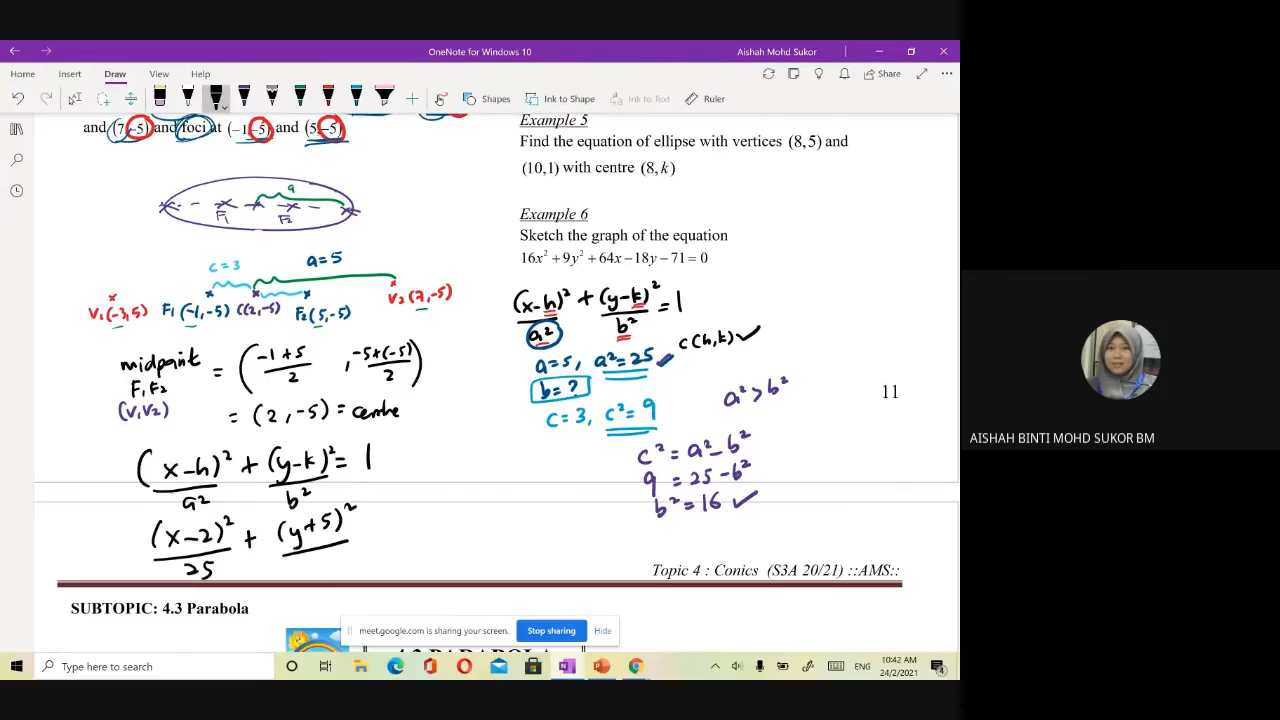 OneNote for Windows 10
Aishah Mohd Sukor
Home Insert Draw View Help
Share
Shapes Ink to Shape Ink to Text Ruler
and (7, −5) and foci at (−1, −5) and (5, −5)
a
F1 F2
c = 3
a = 5
V1(-3,5) F1(-1,-5) C(2,-5) F2(5,-5) V2(7,-5)
midpoint = (-1+5/2 , -5+(-5)/2)
F1F2
(V1V2)
= (2,-5) = centre
(x-h)²/a² + (y-k)²/b² = 1
(x-2)²/25 + (y+5)²
Example 5
Find the equation of ellipse with vertices (8,5) and
(10,1) with centre (8,k)
Example 6
Sketch the graph of the equation
16x² + 9y² + 64x − 18y − 71 = 0
(x-h)²/a² + (y-k)²/b² = 1
c(h,k) ✓
a=5, a²=25 ✓
b=?
c=3, c²=9
a² > b²
c² = a² - b²
9 = 25 - b²
b² = 16 ✓
11
Topic 4 : Conics (S3A 20/21) ::AMS::
SUBTOPIC: 4.3 Parabola
meet.google.com is sharing your screen. Stop sharing Hide
Type here to search
ENG
10:42 AM
24/2/2021
4
AISHAH BINTI MOHD SUKOR BM